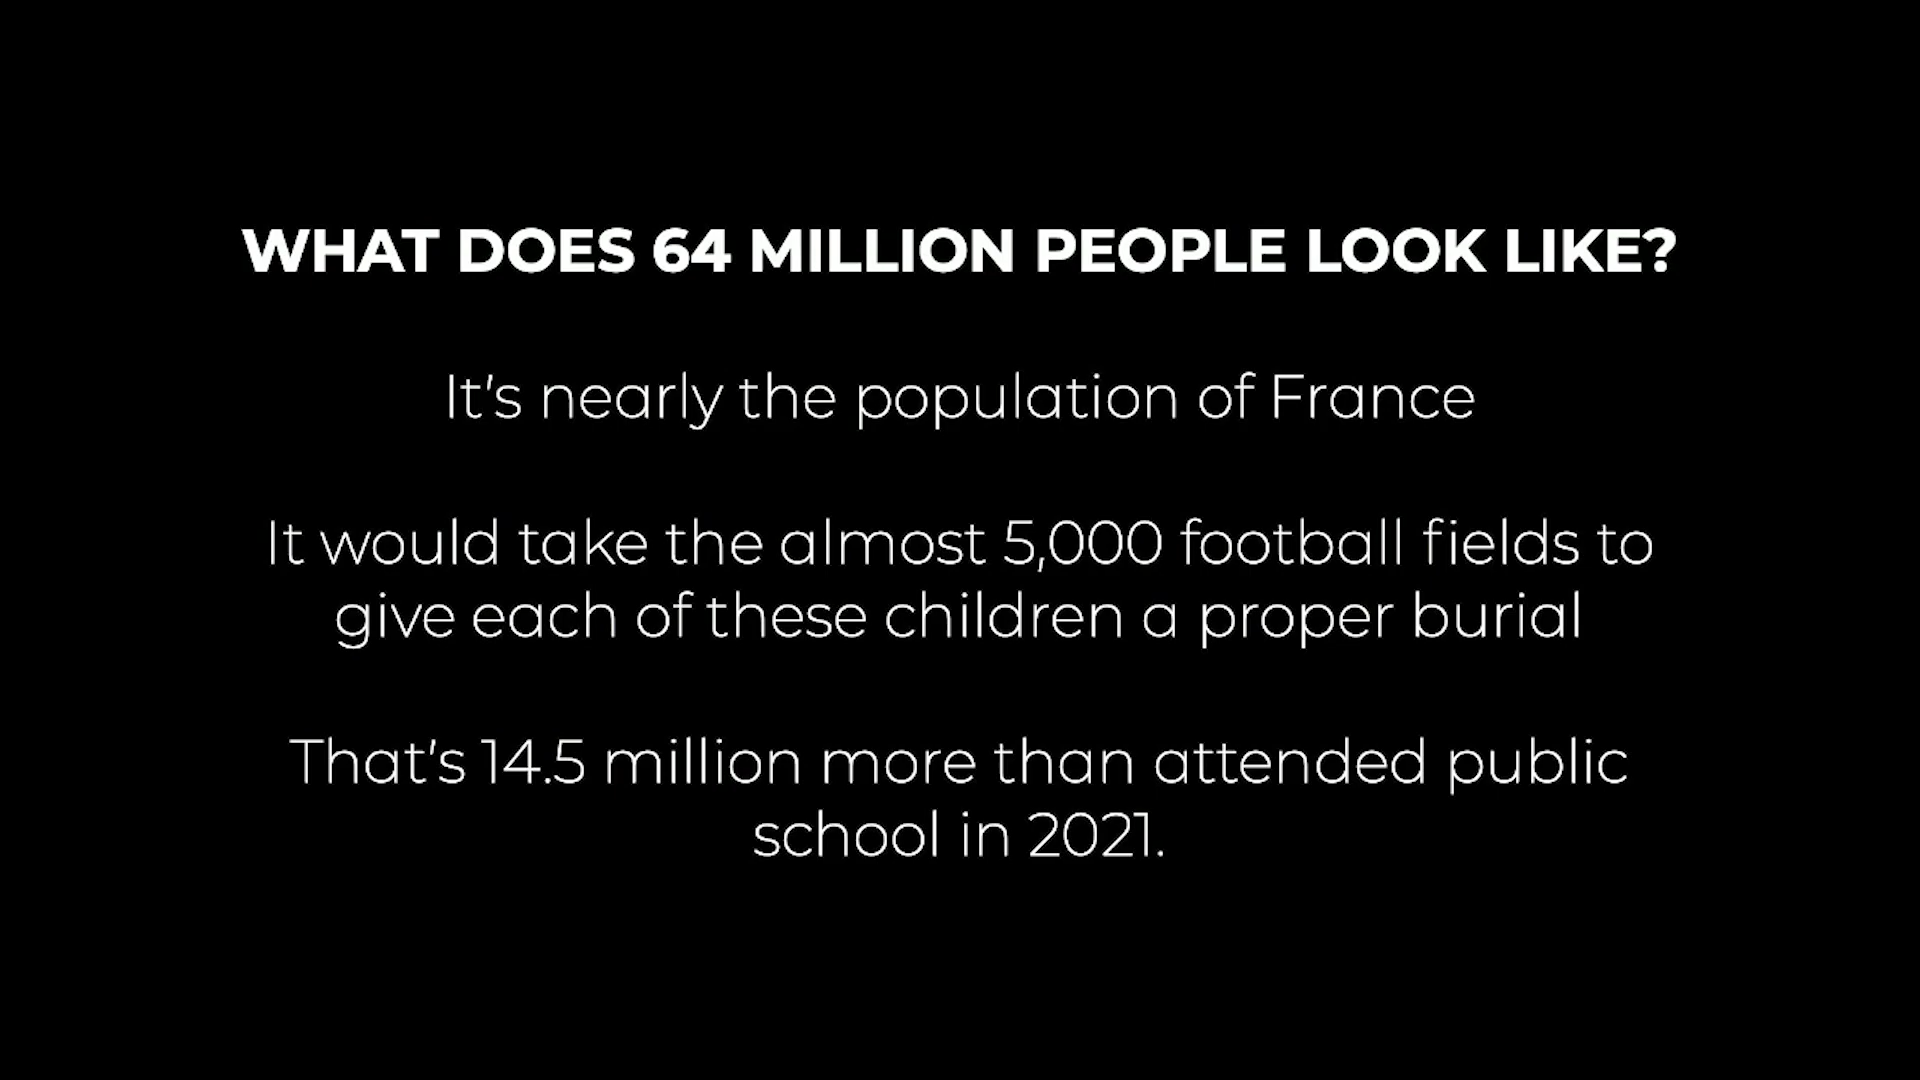 WHAT DOES 64 MILLION PEOPLE LOOK LIKE?
It's nearly the population of France
It would take the almost 5,000 football fields to
give each of these children a proper burial
That's 14.5 million more than attended public
school in 2021.